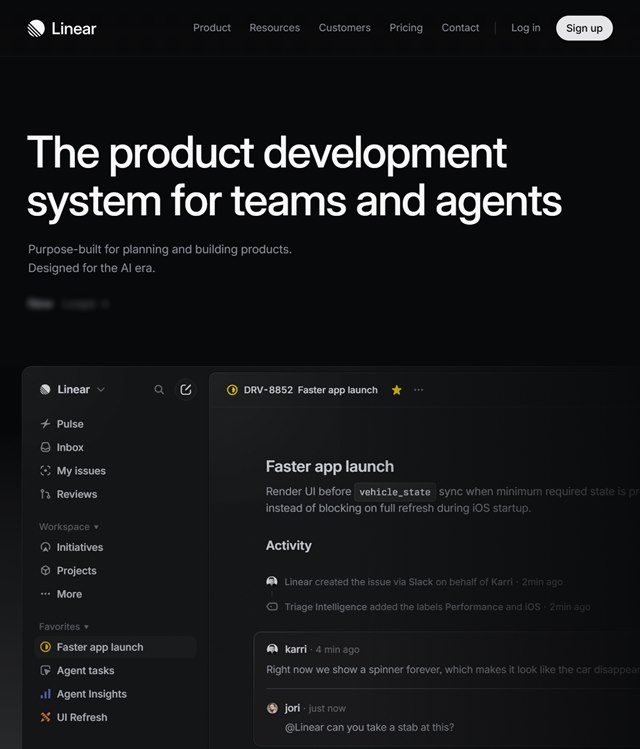 Linear
Product Resources Customers Pricing Contact Log in Sign up
The product development
system for teams and agents
Purpose-built for planning and building products.
Designed for the AI era.
New
Linear
Pulse
Inbox
My issues
Reviews
Workspace
Initiatives
Projects
More
Favorites
Faster app launch
Agent tasks
Agent Insights
UI Refresh
DRV-8852 Faster app launch
Faster app launch
Render UI before vehicle_state sync when minimum required state is
instead of blocking on full refresh during iOS startup.
Activity
Linear created the issue via Slack on behalf of Karri · 2min ago
Triage Intelligence added the labels Performance and iOS · 2min ago
karri · 4 min ago
Right now we show a spinner forever, which makes it look like the car
jori · just now
@Linear can you take a stab at this?